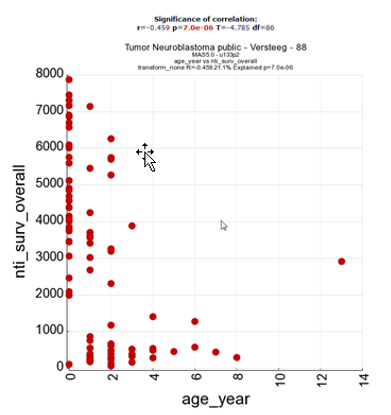 Significance of correlation:
r=-0.459 p=7.0e-06 T=-4.785 df=86
Tumor Neuroblastoma public - Versteeg - 88
MAS5.0 - u133p2
age_year vs nti_surv_overall
transform_none R=-0.459 21.1% Explained p=7.0e-06
8000
7000
6000
5000
4000
3000
2000
1000
0
nti_surv_overall
0 2 4 6 8 10 12 14
age_year